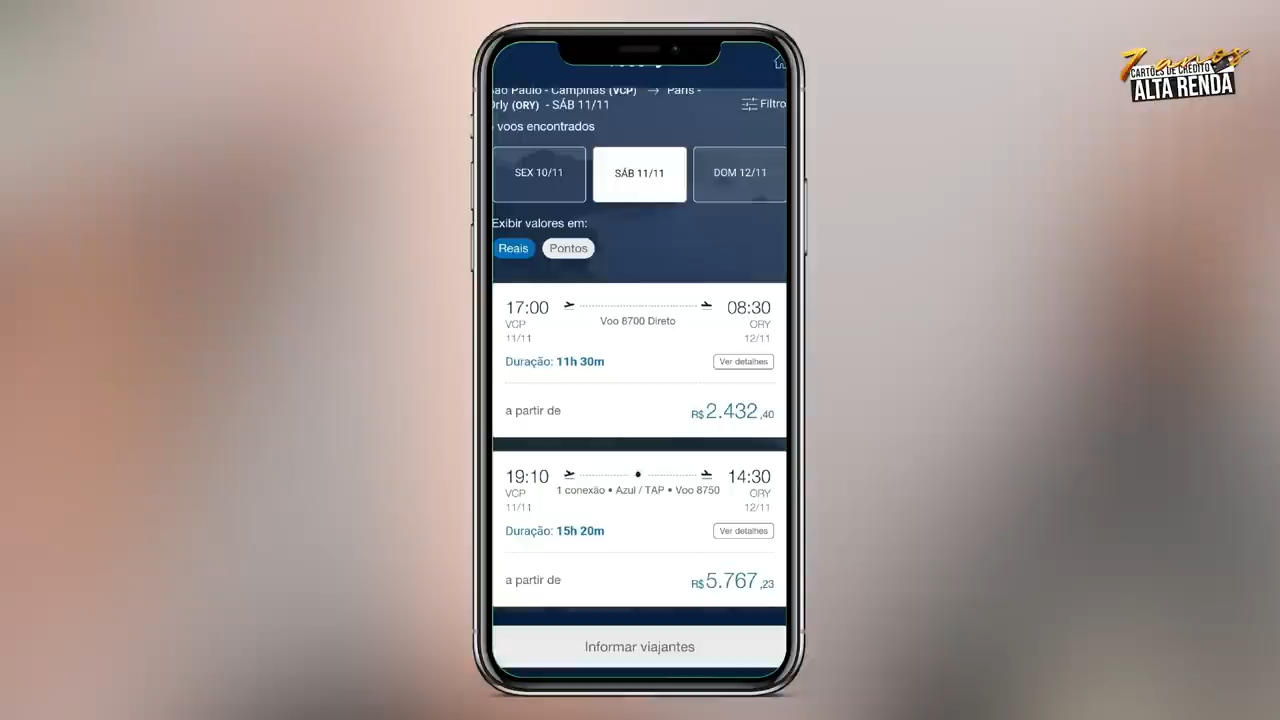 7 anos
CARTÕES DE CRÉDITO
ALTA RENDA
São Paulo - Campinas (VCP) → Paris -
Orly (ORY) - SÁB 11/11
Filtro
voos encontrados
SEX 10/11
SÁB 11/11
DOM 12/11
Exibir valores em:
Reais
Pontos
17:00
08:30
Voo 8700 Direto
VCP
ORY
11/11
12/11
Duração: 11h 30m
Ver detalhes
a partir de
R$2.432,40
19:10
14:30
1 conexão • Azul / TAP • Voo 8750
VCP
ORY
11/11
12/11
Duração: 15h 20m
Ver detalhes
a partir de
R$5.767,23
Informar viajantes